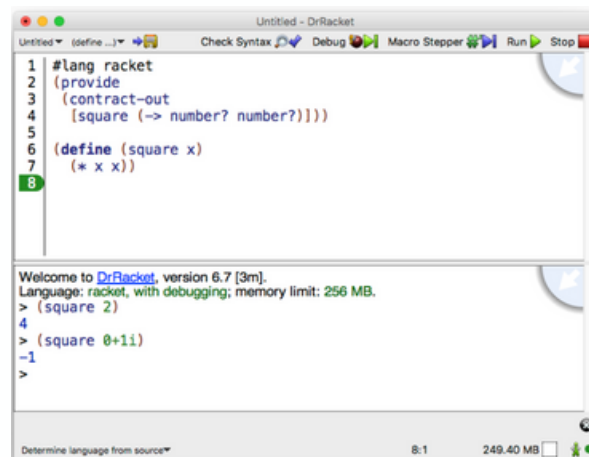 Untitled - DrRacket
Untitled (define ...) Check Syntax Debug Macro Stepper Run Stop
1 #lang racket
2 (provide
3  (contract-out
4   [square (-> number? number?)]))
5
6 (define (square x)
7   (* x x))
8
Welcome to DrRacket, version 6.7 [3m].
Language: racket, with debugging; memory limit: 256 MB.
> (square 2)
4
> (square 0+1i)
-1
>
Determine language from source 8:1 249.40 MB